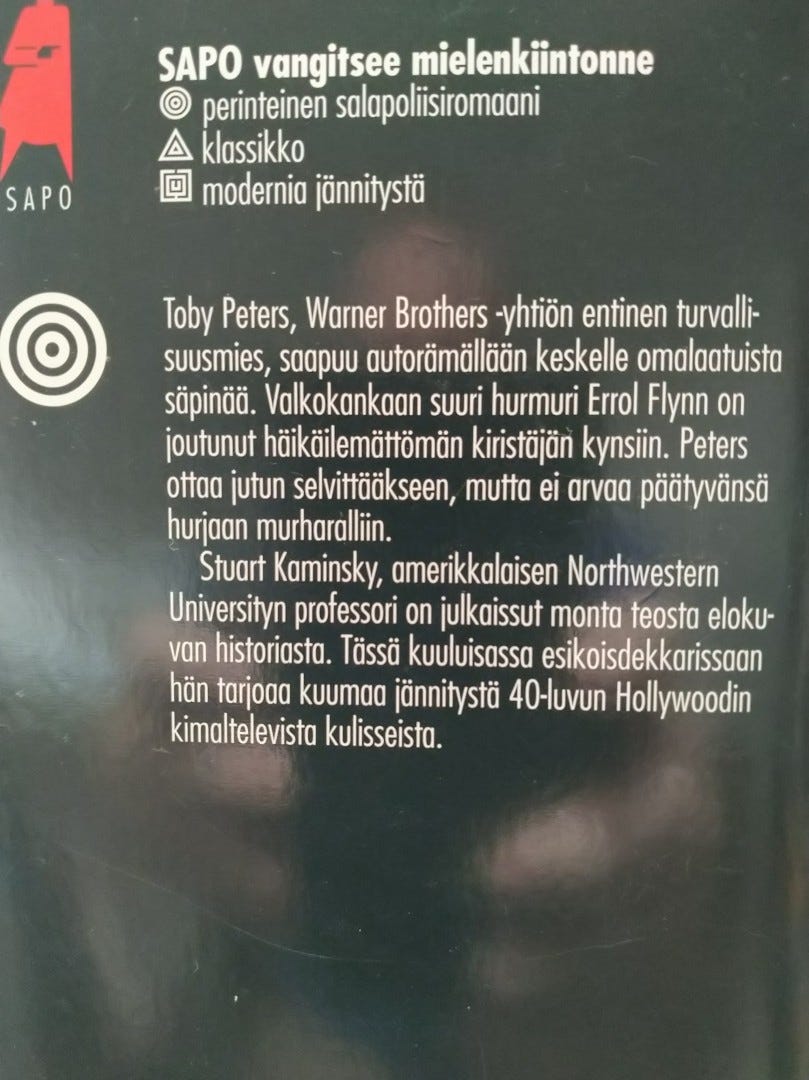 SAPO vangitsee mielenkiintonne
perinteinen salapoliisiromaani
klassikko
modernia jännitystä
SAPO
Toby Peters, Warner Brothers -yhtiön entinen turvalli-
suusmies, saapuu autorämällään keskelle omalaatuista
säpinää. Valkokankaan suuri hurmuri Errol Flynn on
joutunut häikäilemättömän kiristäjän kynsiin. Peters
ottaa jutun selvittääkseen, mutta ei arvaa päätyvänsä
hurjaan murharalliin.
Stuart Kaminsky, amerikkalaisen Northwestern
Universityn professori on julkaissut monta teosta eloku-
van historiasta. Tässä kuuluisassa esikoisdekkarissaan
hän tarjoaa kuumaa jännitystä 40-luvun Hollywoodin
kimaltelevista kulisseista.